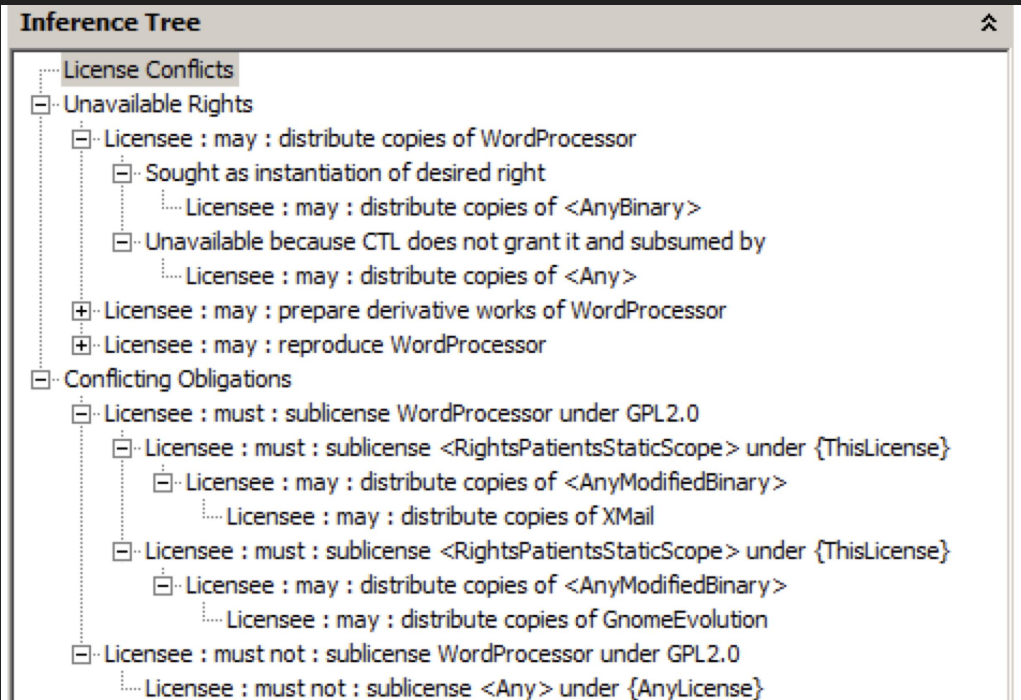 Inference Tree
License Conflicts
Unavailable Rights
Licensee : may : distribute copies of WordProcessor
Sought as instantiation of desired right
Licensee : may : distribute copies of <AnyBinary>
Unavailable because CTL does not grant it and subsumed by
Licensee : may : distribute copies of <Any>
Licensee : may : prepare derivative works of WordProcessor
Licensee : may : reproduce WordProcessor
Conflicting Obligations
Licensee : must : sublicense WordProcessor under GPL2.0
Licensee : must : sublicense <RightsPatientsStaticScope> under {ThisLicense}
Licensee : may : distribute copies of <AnyModifiedBinary>
Licensee : may : distribute copies of XMail
Licensee : must : sublicense <RightsPatientsStaticScope> under {ThisLicense}
Licensee : may : distribute copies of <AnyModifiedBinary>
Licensee : may : distribute copies of GnomeEvolution
Licensee : must not : sublicense WordProcessor under GPL2.0
Licensee : must not : sublicense <Any> under {AnyLicense}